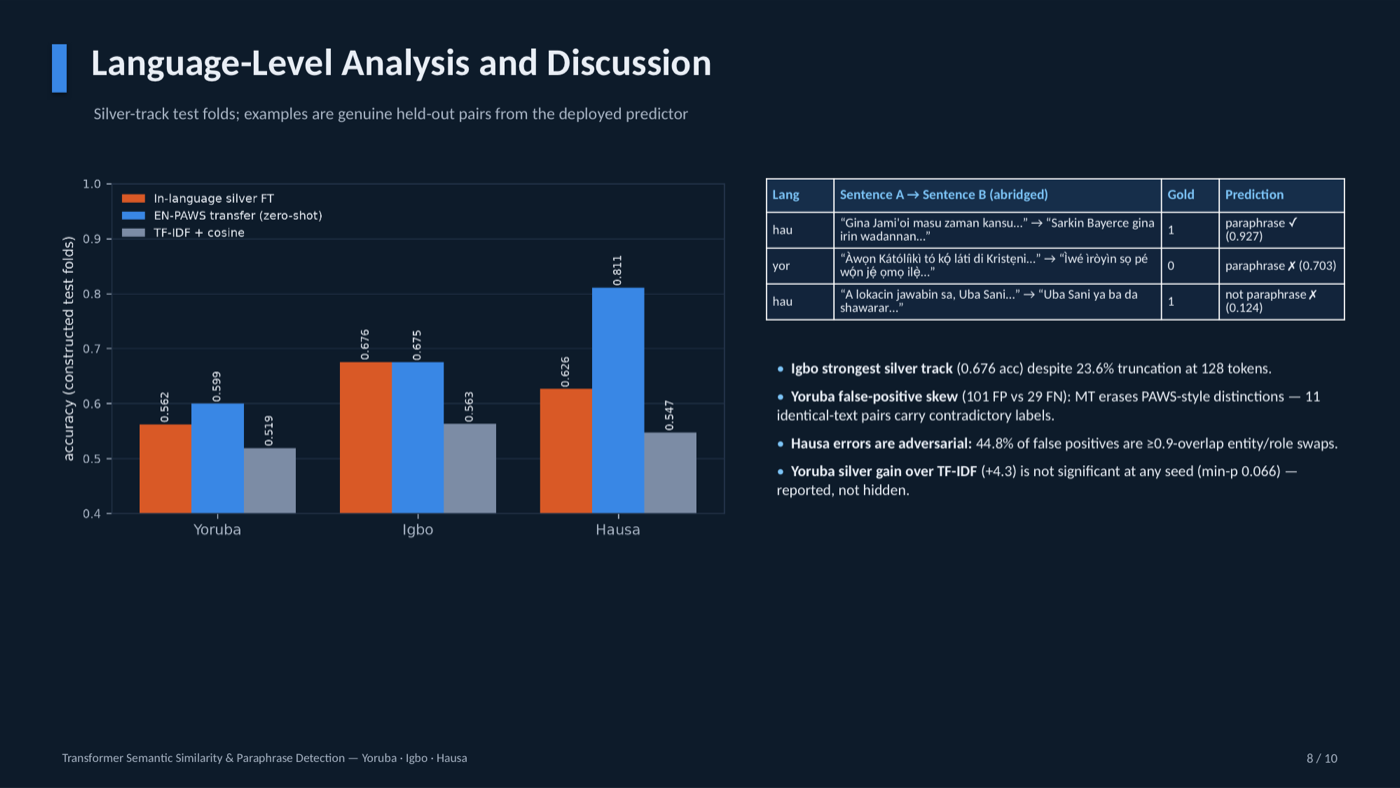 Language-Level Analysis and Discussion
Silver-track test folds; examples are genuine held-out pairs from the deployed predictor
accuracy (constructed test folds)
1.0
0.9
0.8
0.7
0.6
0.5
0.4
In-language silver FT
EN-PAWS transfer (zero-shot)
TF-IDF + cosine
0.562
0.599
0.519
0.676
0.675
0.563
0.626
0.811
0.547
Yoruba
Igbo
Hausa
Lang
Sentence A → Sentence B (abridged)
Gold
Prediction
hau
“Gina Jami'oi masu zaman kansu…” → “Sarkin Bayerce gina
irin wadannan…”
1
paraphrase ✓
(0.927)
yor
“Àwọn Kátólíìkì tó kọ́ láti di Kristẹni…” → “Ìwé ìròyìn sọ pé
wọ́n jẹ́ ọmọ ilẹ̀…”
0
paraphrase ✗ (0.703)
hau
“A lokacin jawabin sa, Uba Sani…” → “Uba Sani ya ba da
shawarar…”
1
not paraphrase ✗
(0.124)
• Igbo strongest silver track (0.676 acc) despite 23.6% truncation at 128 tokens.
• Yoruba false-positive skew (101 FP vs 29 FN): MT erases PAWS-style distinctions — 11
identical-text pairs carry contradictory labels.
• Hausa errors are adversarial: 44.8% of false positives are ≥0.9-overlap entity/role swaps.
• Yoruba silver gain over TF-IDF (+4.3) is not significant at any seed (min-p 0.066) —
reported, not hidden.
Transformer Semantic Similarity & Paraphrase Detection — Yoruba · Igbo · Hausa
8 / 10